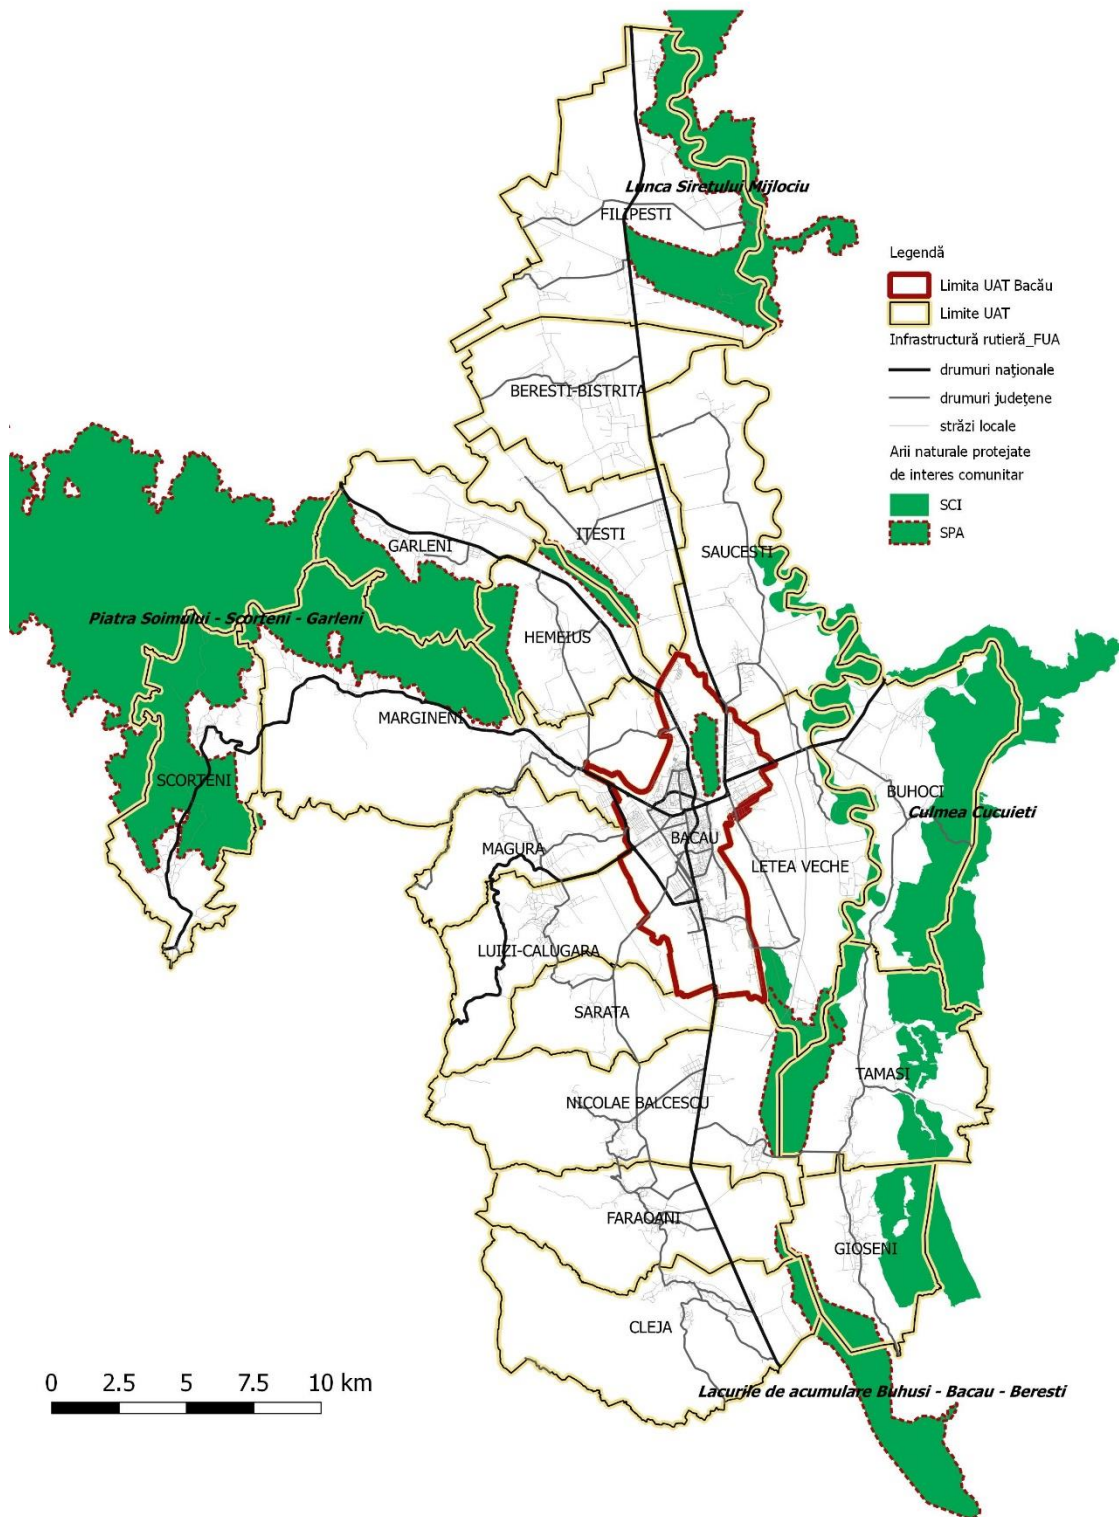 Lunca Siretului Mijlociu
FILIPESTI
Legendă
Limita UAT Bacău
Limite UAT
Infrastructură rutieră_FUA
drumuri naționale
drumuri județene
străzi locale
Arii naturale protejate
de interes comunitar
SCI
SPA
BERESTI-BISTRITA
ITESTI
GARLENI
SAUCESTI
Piatra Soimului - Scorteni - Garleni
HEMEIUS
MARGINENI
SCORTENI
BUHOCI
Culmea Cucuieti
BACAU
MAGURA
LETEA VECHE
LUIZI-CALUGARA
SARATA
TAMASI
NICOLAE BALCESCU
FARAOANI
GIOSENI
CLEJA
0 2.5 5 7.5 10 km
Lacurile de acumulare Buhusi - Bacau - Beresti